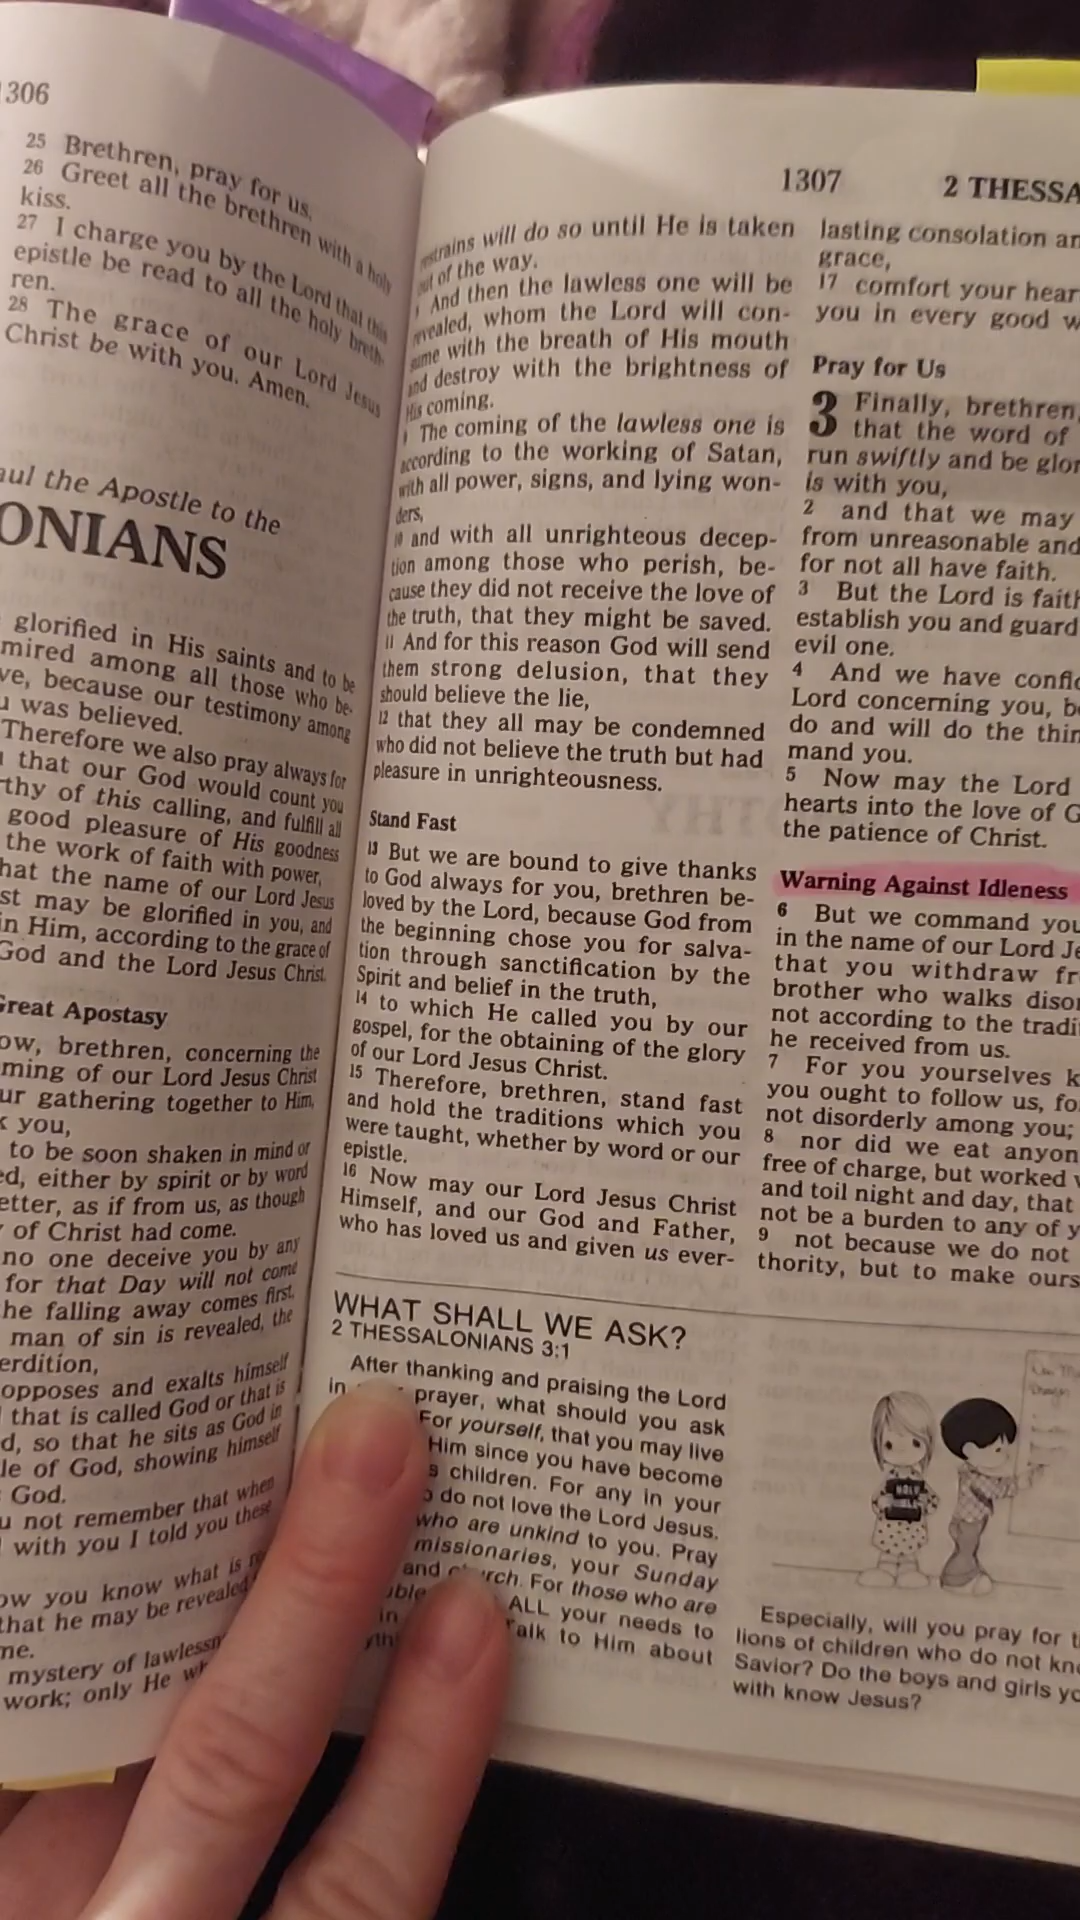 1306
25 Brethren, pray for us.
26 Greet all the brethren with a holy
kiss.
27 I charge you by the Lord that this
epistle be read to all the holy breth-
ren.
28 The grace of our Lord Jesus
Christ be with you. Amen.
aul the Apostle to the
ONIANS
glorified in His saints and to be
mired among all those who be-
ve, because our testimony among
u was believed.
Therefore we also pray always for
that our God would count you
rthy of this calling, and fulfill all
good pleasure of His goodness
the work of faith with power,
hat the name of our Lord Jesus
st may be glorified in you, and
in Him, according to the grace of
God and the Lord Jesus Christ.
Great Apostasy
ow, brethren, concerning the
ming of our Lord Jesus Christ
ur gathering together to Him,
k you,
to be soon shaken in mind or
ed, either by spirit or by word
etter, as if from us, as though
of Christ had come.
no one deceive you by any
for that Day will not come
he falling away comes first,
man of sin is revealed, the
erdition,
opposes and exalts himself
that is called God or that is
d, so that he sits as God in
le of God, showing himself
God.
u not remember that when
with you I told you these
ow you know what is
that he may be revealed
me.
mystery of lawlessn
work; only He wh
1307
restrains will do so until He is taken
out of the way.
And then the lawless one will be
revealed, whom the Lord will con-
sume with the breath of His mouth
and destroy with the brightness of
His coming.
The coming of the lawless one is
according to the working of Satan,
with all power, signs, and lying won-
ders,
10 and with all unrighteous decep-
tion among those who perish, be-
cause they did not receive the love of
the truth, that they might be saved.
11 And for this reason God will send
them strong delusion, that they
should believe the lie,
12 that they all may be condemned
who did not believe the truth but had
pleasure in unrighteousness.
Stand Fast
13 But we are bound to give thanks
to God always for you, brethren be-
loved by the Lord, because God from
the beginning chose you for salva-
tion through sanctification by the
Spirit and belief in the truth,
14 to which He called you by our
gospel, for the obtaining of the glory
of our Lord Jesus Christ.
15 Therefore, brethren, stand fast
and hold the traditions which you
were taught, whether by word or our
epistle.
16 Now may our Lord Jesus Christ
Himself, and our God and Father,
who has loved us and given us ever-
2 THESSA
lasting consolation an
grace,
17 comfort your hear
you in every good w
Pray for Us
3 Finally, brethren,
that the word of
run swiftly and be glor
is with you,
2 and that we may
from unreasonable and
for not all have faith.
3 But the Lord is faith
establish you and guard
evil one.
4 And we have confid
Lord concerning you, b
do and will do the thin
mand you.
5 Now may the Lord
hearts into the love of G
the patience of Christ.
Warning Against Idleness
6 But we command you
in the name of our Lord Je
that you withdraw fr
brother who walks disor
not according to the tradi
he received from us.
7 For you yourselves k
you ought to follow us, fo
not disorderly among you;
8 nor did we eat anyon
free of charge, but worked
and toil night and day, that
not be a burden to any of y
9 not because we do not
thority, but to make ours
WHAT SHALL WE ASK?
2 THESSALONIANS 3:1
After thanking and praising the Lord
in prayer, what should you ask
For yourself, that you may live
Him since you have become
s children. For any in your
o do not love the Lord Jesus.
who are unkind to you. Pray
missionaries, your Sunday
and church. For those who are
uble ALL your needs to
in Talk to Him about
HOLY
Especially, will you pray for t
lions of children who do not kno
Savior? Do the boys and girls yo
with know Jesus?